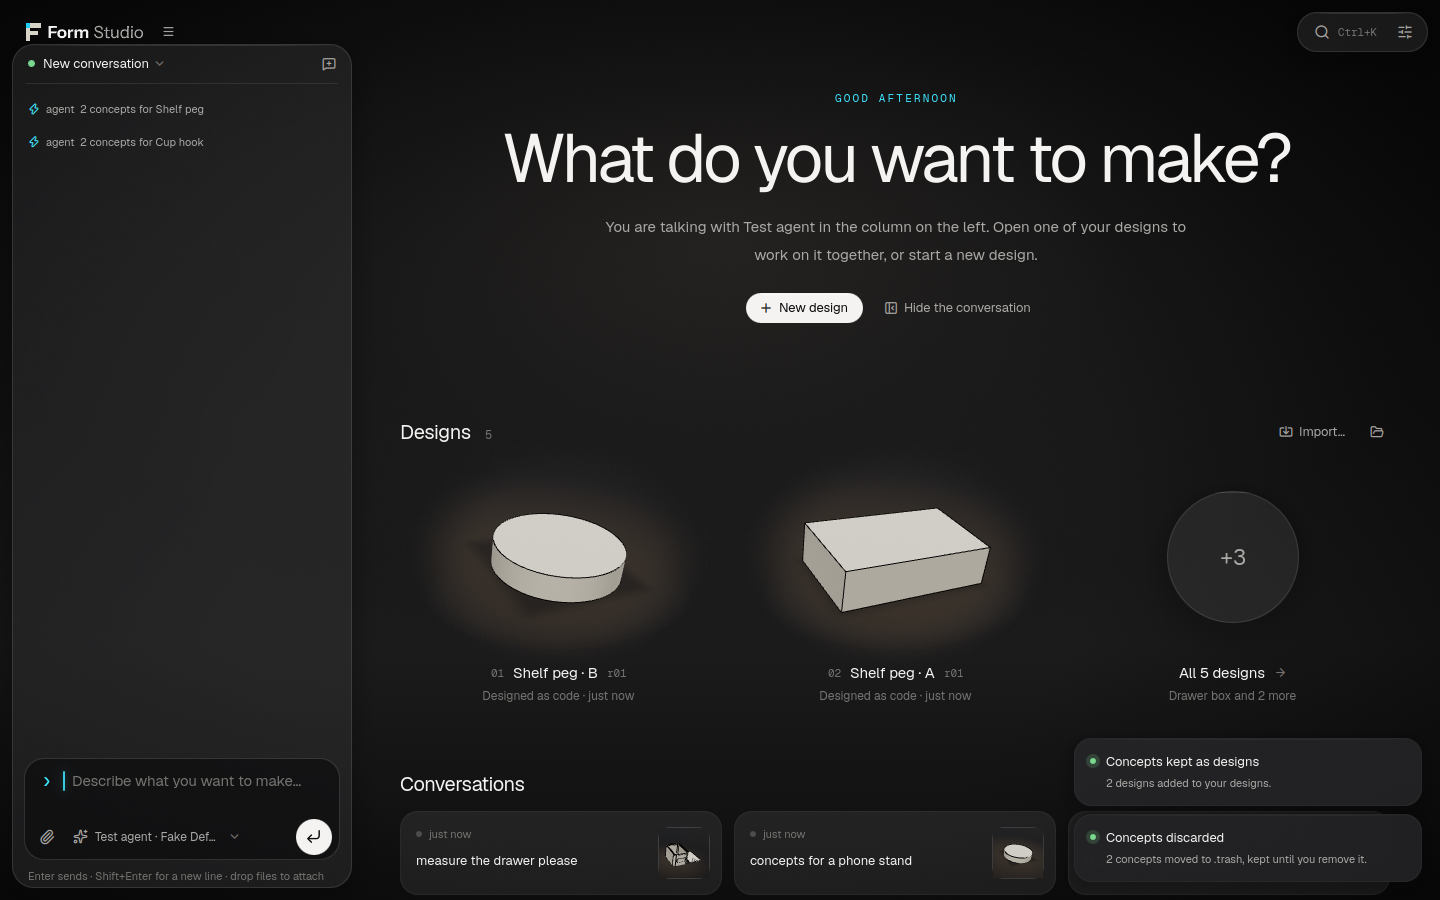 Form Studio
Ctrl+K
New conversation
agent 2 concepts for Shelf peg
agent 2 concepts for Cup hook
GOOD AFTERNOON
What do you want to make?
You are talking with Test agent in the column on the left. Open one of your designs to
work on it together, or start a new design.
New design
Hide the conversation
Designs 5
Import...
+3
01 Shelf peg · B r01
Designed as code · just now
02 Shelf peg · A r01
Designed as code · just now
All 5 designs
Drawer box and 2 more
Conversations
just now
measure the drawer please
just now
concepts for a phone stand
Concepts kept as designs
2 designs added to your designs.
Concepts discarded
2 concepts moved to .trash, kept until you remove it.
Describe what you want to make...
Test agent · Fake Def...
Enter sends · Shift+Enter for a new line · drop files to attach